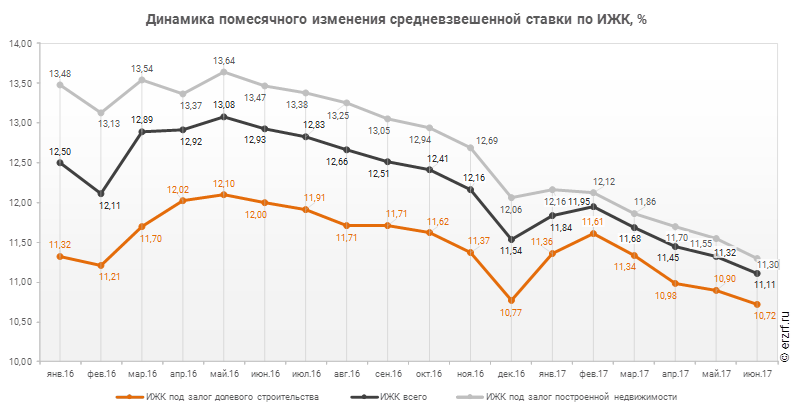 Динамика помесячного изменения средневзвешенной ставки по ИЖК, %
14,00
13,50
13,00
12,50
12,00
11,50
11,00
10,50
10,00
13,48 13,13 13,54 13,37 13,64 13,47 13,38 13,25 13,05 12,94 12,69 12,06 12,16 12,12 11,86 11,70 11,55 11,30
12,50 12,11 12,89 12,92 13,08 12,93 12,83 12,66 12,51 12,41 12,16 11,54 11,84 11,95 11,68 11,45 11,32 11,11
11,32 11,21 11,70 12,02 12,10 12,00 11,91 11,71 11,71 11,62 11,37 10,77 11,36 11,61 11,34 10,98 10,90 10,72
янв.16 фев.16 мар.16 апр.16 май.16 июн.16 июл.16 авг.16 сен.16 окт.16 ноя.16 дек.16 янв.17 фев.17 мар.17 апр.17 май.17 июн.17
ИЖК под залог долевого строительства ИЖК всего ИЖК под залог построенной недвижимости
© erzrf.ru